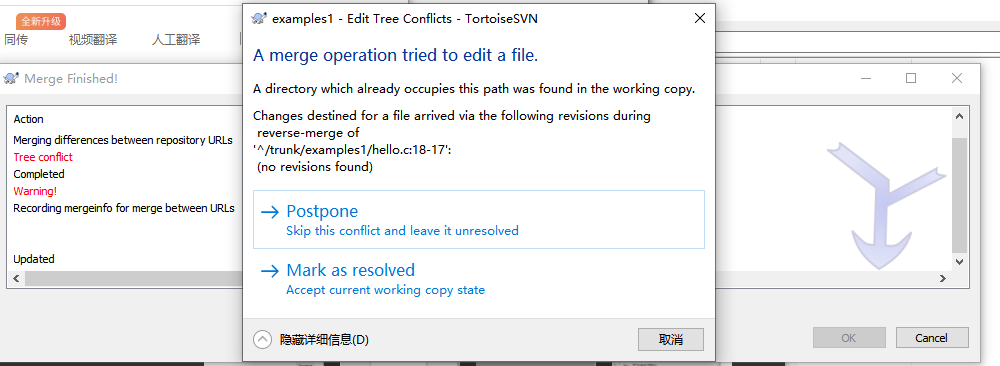 全新升级
同传
视频翻译
人工翻译
Merge Finished!
Action
Merging differences between repository URLs
Tree conflict
Completed
Warning!
Recording mergeinfo for merge between URLs
Updated
OK
Cancel
examples1 - Edit Tree Conflicts - TortoiseSVN
A merge operation tried to edit a file.
A directory which already occupies this path was found in the working copy.
Changes destined for a file arrived via the following revisions during
reverse-merge of
'^/trunk/examples1/hello.c:18-17':
(no revisions found)
Postpone
Skip this conflict and leave it unresolved
Mark as resolved
Accept current working copy state
隐藏详细信息(D)
取消